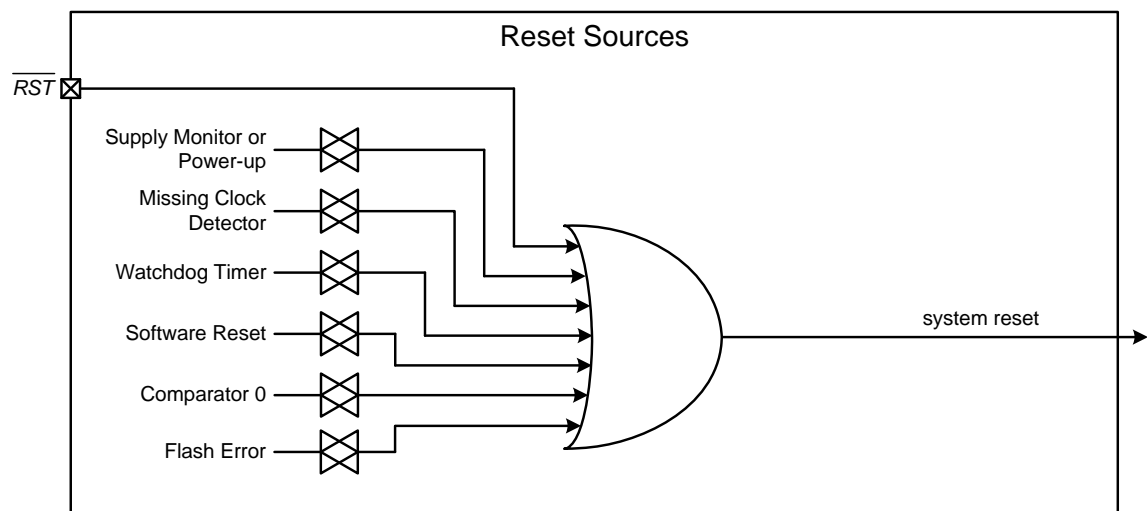 Reset Sources
RST
Supply Monitor or
Power-up
Missing Clock
Detector
Watchdog Timer
Software Reset
Comparator 0
Flash Error
system reset